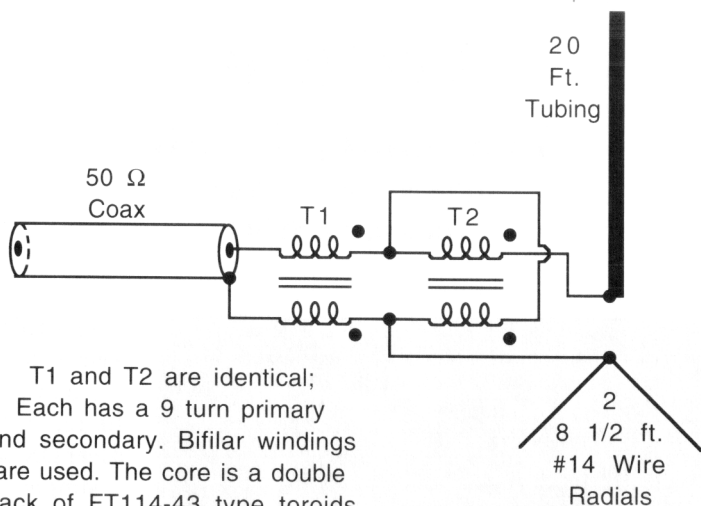 20
Ft.
Tubing
50 Ω
Coax
T1
T2
T1 and T2 are identical;
Each has a 9 turn primary
nd secondary. Bifilar windings
are used. The core is a double
ack of FT114-43 type toroids
2
8 1/2 ft.
#14 Wire
Radials